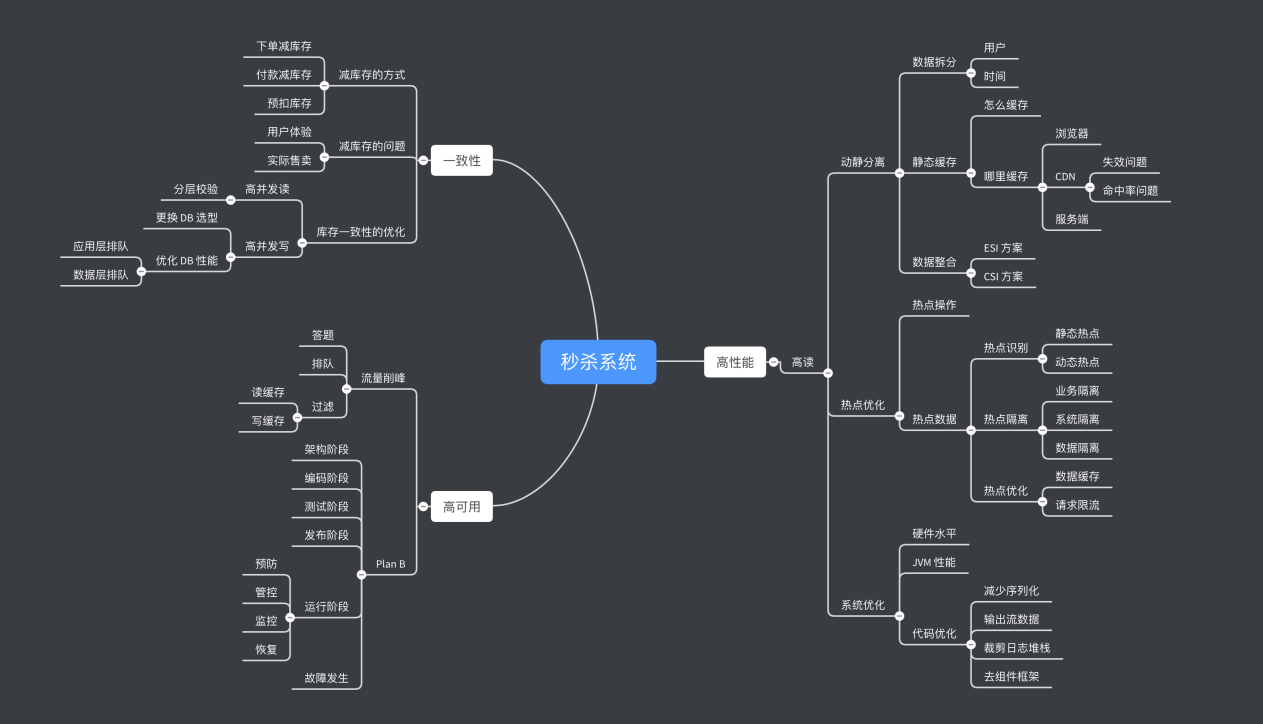 秒杀系统
一致性
减库存的方式
下单减库存
付款减库存
预扣库存
减库存的问题
用户体验
实际售卖
库存一致性的优化
高并发读
分层校验
高并发写
更换 DB 选型
优化 DB 性能
应用层排队
数据层排队
高可用
流量削峰
答题
排队
过滤
读缓存
写缓存
Plan B
架构阶段
编码阶段
测试阶段
发布阶段
运行阶段
预防
管控
监控
恢复
故障发生
高性能
高读
动静分离
数据拆分
用户
时间
静态缓存
怎么缓存
哪里缓存
浏览器
CDN
失效问题
命中率问题
服务端
数据整合
ESI 方案
CSI 方案
热点优化
热点操作
热点数据
热点识别
静态热点
动态热点
热点隔离
业务隔离
系统隔离
数据隔离
热点优化
数据缓存
请求限流
系统优化
硬件水平
JVM 性能
代码优化
减少序列化
输出流数据
裁剪日志堆栈
去组件框架